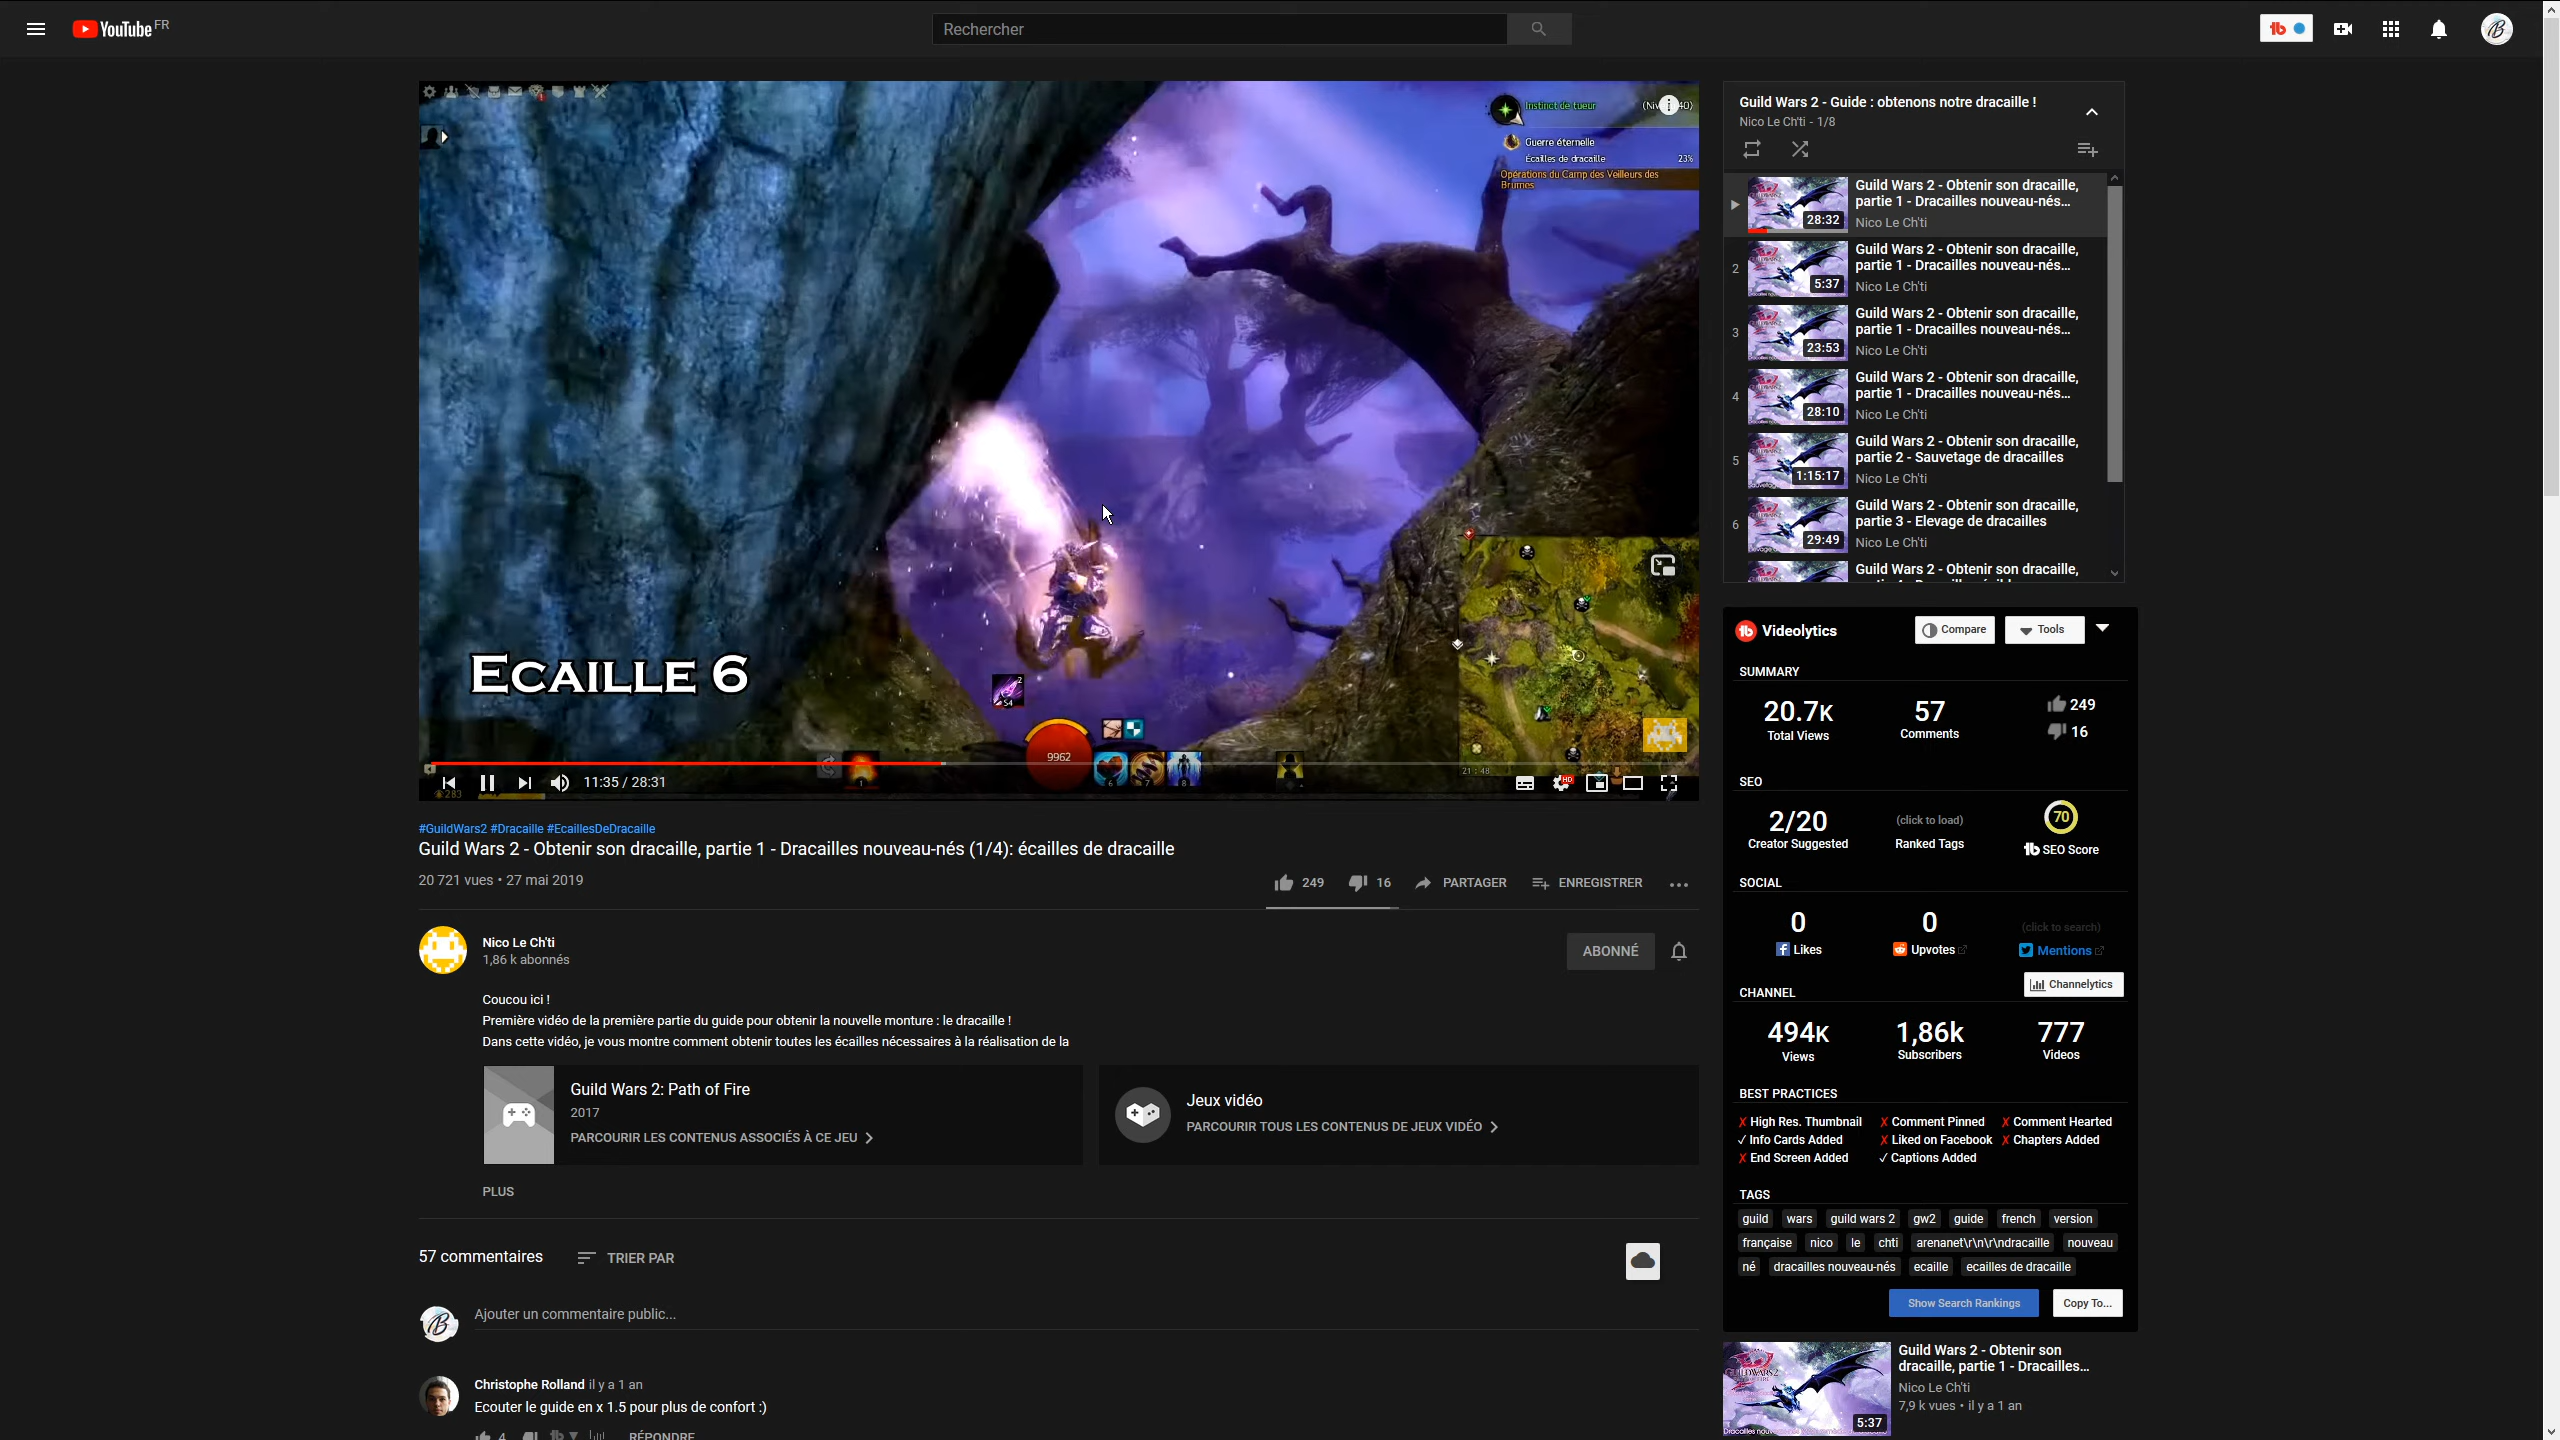 YouTube FR
Rechercher
Instinct de tueur
Guerre éternelle
Écailles de dracaille 23%
Opérations du Camp des Veilleurs des
Brumes
ECAILLE 6
2
54
9962
6 7 8
1
21 : 48
283
11:35 / 28:31
HD
#GuildWars2 #Dracaille #EcaillesDeDracaille
Guild Wars 2 - Obtenir son dracaille, partie 1 - Dracailles nouveau-nés (1/4): écailles de dracaille
20 721 vues • 27 mai 2019
249 16 PARTAGER ENREGISTRER
Nico Le Ch'ti
1,86 k abonnés
ABONNÉ
Coucou ici !
Première vidéo de la première partie du guide pour obtenir la nouvelle monture : le dracaille !
Dans cette vidéo, je vous montre comment obtenir toutes les écailles nécessaires à la réalisation de la
Guild Wars 2: Path of Fire
2017
PARCOURIR LES CONTENUS ASSOCIÉS À CE JEU
Jeux vidéo
PARCOURIR TOUS LES CONTENUS DE JEUX VIDÉO
PLUS
57 commentaires TRIER PAR
Ajouter un commentaire public...
Christophe Rolland il y a 1 an
Ecouter le guide en x 1.5 pour plus de confort :)
4 RÉPONDRE
Guild Wars 2 - Guide : obtenons notre dracaille !
Nico Le Ch'ti - 1/8
Guild Wars 2 - Obtenir son dracaille,
partie 1 - Dracailles nouveau-nés...
28:32
Nico Le Ch'ti
2
Guild Wars 2 - Obtenir son dracaille,
partie 1 - Dracailles nouveau-nés...
5:37
Nico Le Ch'ti
3
Guild Wars 2 - Obtenir son dracaille,
partie 1 - Dracailles nouveau-nés...
23:53
Nico Le Ch'ti
4
Guild Wars 2 - Obtenir son dracaille,
partie 1 - Dracailles nouveau-nés...
28:10
Nico Le Ch'ti
5
Guild Wars 2 - Obtenir son dracaille,
partie 2 - Sauvetage de dracailles
1:15:17
Nico Le Ch'ti
6
Guild Wars 2 - Obtenir son dracaille,
partie 3 - Elevage de dracailles
29:49
Nico Le Ch'ti
Guild Wars 2 - Obtenir son dracaille,
Videolytics Compare Tools
SUMMARY
20.7K 57 249
Total Views Comments 16
SEO
2/20 (click to load) 70
Creator Suggested Ranked Tags SEO Score
SOCIAL
0 0 (click to search)
Likes Upvotes Mentions
CHANNEL Channelytics
494K 1,86k 777
Views Subscribers Videos
BEST PRACTICES
✗ High Res. Thumbnail ✗ Comment Pinned ✗ Comment Hearted
✓ Info Cards Added ✗ Liked on Facebook ✗ Chapters Added
✗ End Screen Added ✓ Captions Added
TAGS
guild wars guild wars 2 gw2 guide french version
française nico le chti arenanet\r\n\r\ndracaille nouveau
né dracailles nouveau-nés ecaille ecailles de dracaille
Show Search Rankings Copy To...
Guild Wars 2 - Obtenir son
dracaille, partie 1 - Dracailles...
Nico Le Ch'ti
7,9 k vues • il y a 1 an
5:37